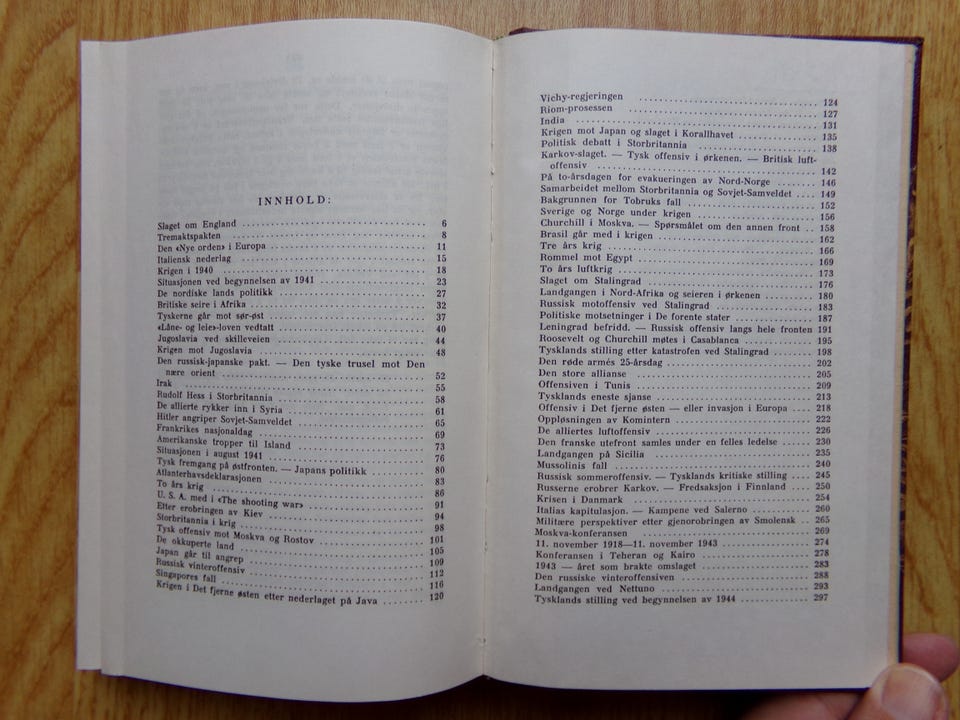 INNHOLD:
Slaget om England ........ 6
Tremaktspakten ........ 8
Den «Nye orden» i Europa ........ 11
Italiensk nederlag ........ 15
Krigen i 1940 ........ 18
Situasjonen ved begynnelsen av 1941 ........ 23
De nordiske lands politikk ........ 27
Britiske seire i Afrika ........ 32
Tyskerne går mot sør-øst ........ 37
«Låne- og leie»-loven vedtatt ........ 40
Jugoslavia ved skilleveien ........ 44
Krigen mot Jugoslavia ........ 48
Den russisk-japanske pakt. — Den tyske trusel mot Den
nære orient ........ 52
Irak ........ 55
Rudolf Hess i Storbritannia ........ 58
De allierte rykker inn i Syria ........ 61
Hitler angriper Sovjet-Samveldet ........ 65
Frankrikes nasjonaldag ........ 69
Amerikanske tropper til Island ........ 73
Situasjonen i august 1941 ........ 76
Tysk fremgang på østfronten. — Japans politikk ........ 80
Atlanterhavsdeklarasjonen ........ 83
To års krig ........ 86
U. S. A. med i «The shooting war» ........ 91
Etter erobringen av Kiev ........ 94
Storbritannia i krig ........ 98
Tysk offensiv mot Moskva og Rostov ........ 101
De okkuperte land ........ 105
Japan går til angrep ........ 109
Russisk vinteroffensiv ........ 112
Singapores fall ........ 116
Krigen i Det fjerne østen etter nederlaget på Java ........ 120
Vichy-regjeringen ........ 124
Riom-prosessen ........ 127
India ........ 131
Krigen mot Japan og slaget i Korallhavet ........ 135
Politisk debatt i Storbritannia ........ 138
Karkov-slaget. — Tysk offensiv i ørkenen. — Britisk luft-
offensiv ........ 142
På to-årsdagen for evakueringen av Nord-Norge ........ 146
Samarbeidet mellom Storbritannia og Sovjet-Samveldet .... 149
Bakgrunnen for Tobruks fall ........ 152
Sverige og Norge under krigen ........ 156
Churchill i Moskva. — Spørsmålet om den annen front .. 158
Brasil går med i krigen ........ 162
Tre års krig ........ 166
Rommel mot Egypt ........ 169
To års luftkrig ........ 173
Slaget om Stalingrad ........ 176
Landgangen i Nord-Afrika og seieren i ørkenen ........ 180
Russisk motoffensiv ved Stalingrad ........ 183
Politiske motsetninger i De forente stater ........ 187
Leningrad befridd. — Russisk offensiv langs hele fronten 191
Roosevelt og Churchill møtes i Casablanca ........ 195
Tysklands stilling etter katastrofen ved Stalingrad ........ 198
Den røde armés 25-årsdag ........ 202
Den store allianse ........ 205
Offensiven i Tunis ........ 209
Tysklands eneste sjanse ........ 213
Offensiv i Det fjerne østen — eller invasjon i Europa .... 218
Oppløsningen av Komintern ........ 222
De alliertes luftoffensiv ........ 226
Den franske utefront samles under en felles ledelse ........ 230
Landgangen på Sicilia ........ 235
Mussolinis fall ........ 240
Russisk sommeroffensiv. — Tysklands kritiske stilling .... 245
Russerne erobrer Karkov. — Fredsaksjon i Finnland .... 250
Krisen i Danmark ........ 254
Italias kapitulasjon. — Kampene ved Salerno ........ 260
Militære perspektiver etter gjenorobringen av Smolensk .. 265
Moskva-konferansen ........ 269
11. november 1918—11. november 1943 ........ 274
Konferansen i Teheran og Kairo ........ 278
1943 — året som brakte omslaget ........ 283
Den russiske vinteroffensiven ........ 288
Landgangen ved Nettuno ........ 293
Tysklands stilling ved begynnelsen av 1944 ........ 297